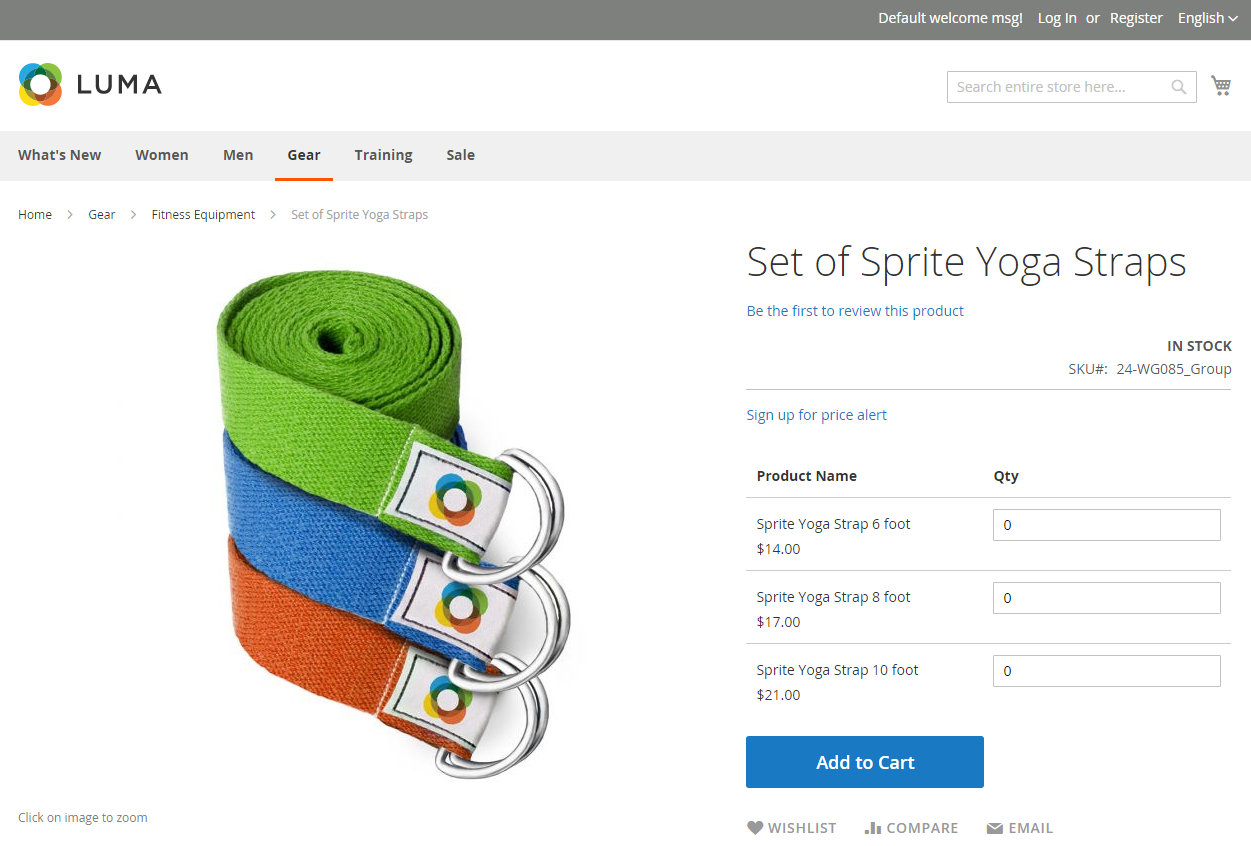 Default welcome msg! Log In or Register English
LUMA
Search entire store here...
What's New Women Men Gear Training Sale
Home Gear Fitness Equipment Set of Sprite Yoga Straps
Set of Sprite Yoga Straps
Be the first to review this product
IN STOCK
SKU#: 24-WG085_Group
Sign up for price alert
Product Name Qty
Sprite Yoga Strap 6 foot 0
$14.00
Sprite Yoga Strap 8 foot 0
$17.00
Sprite Yoga Strap 10 foot 0
$21.00
Add to Cart
Click on image to zoom
WISHLIST COMPARE EMAIL